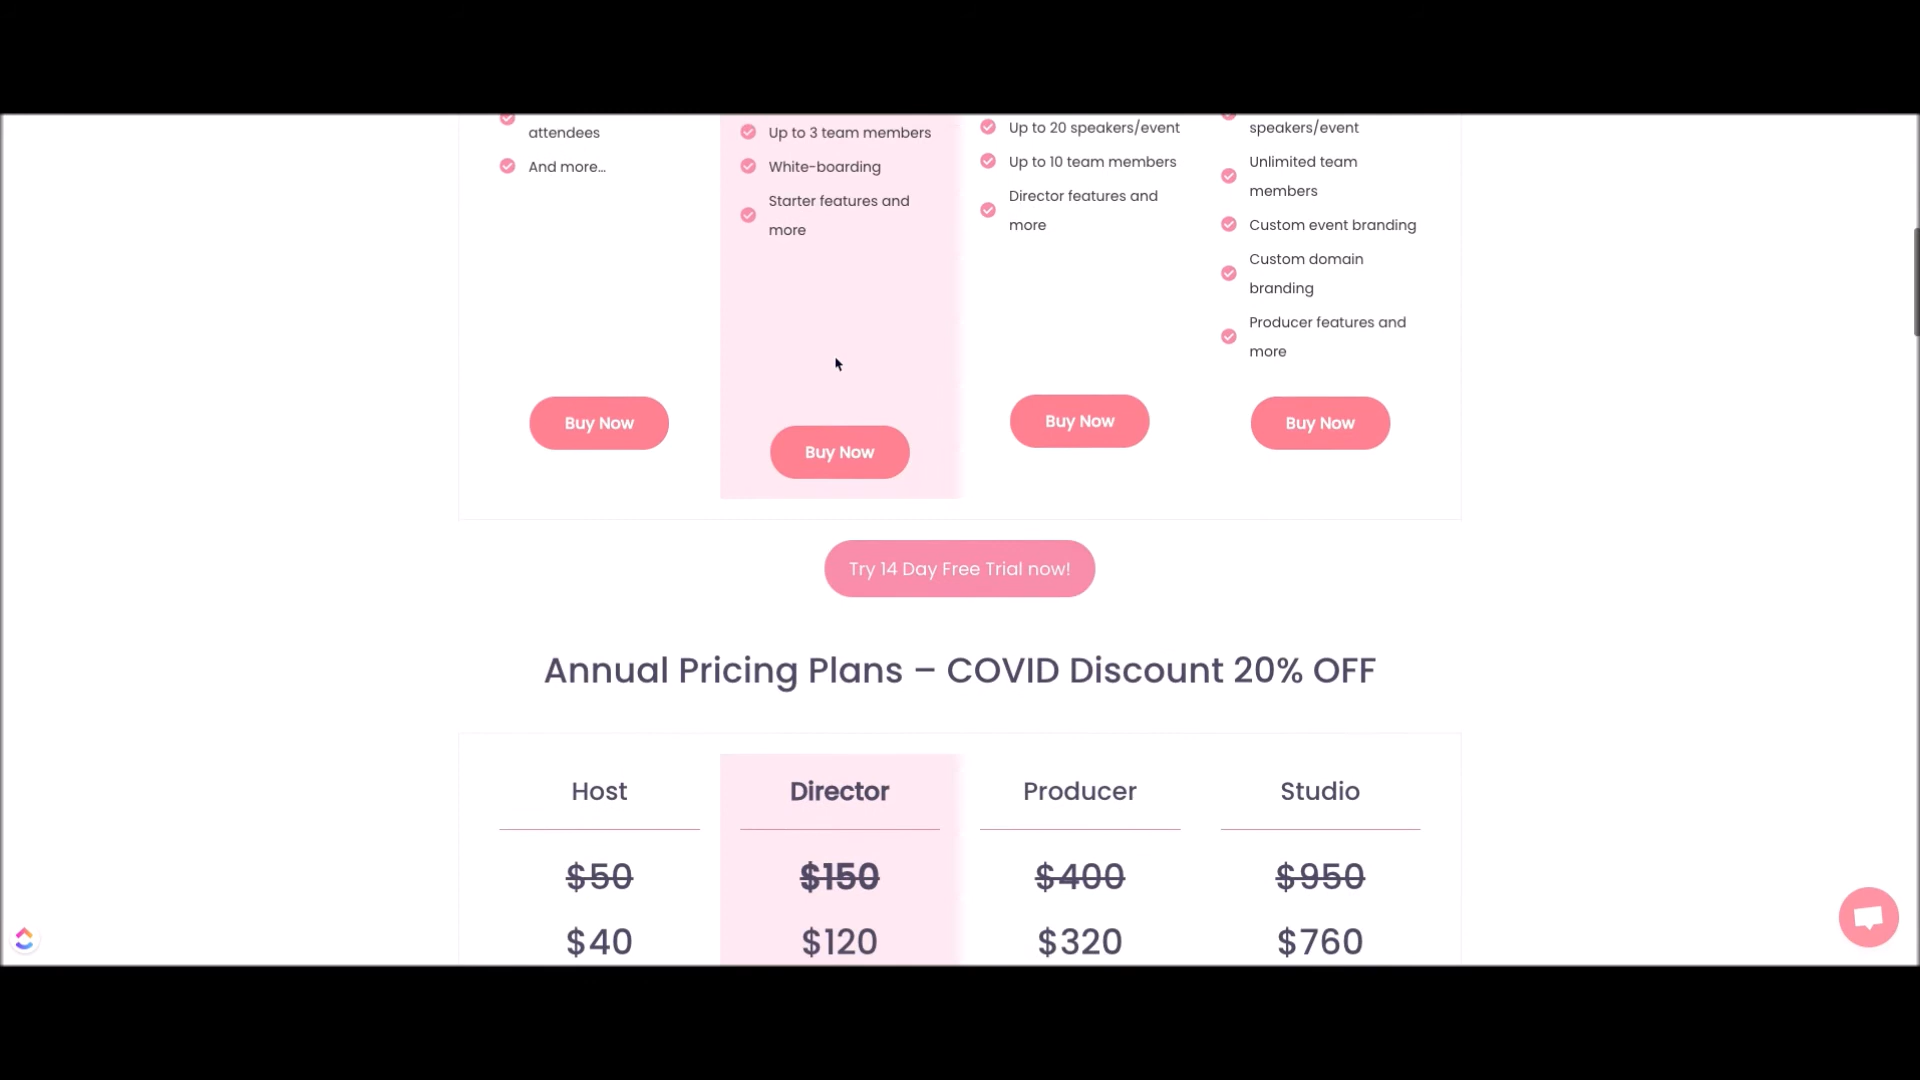 attendees
And more...
Up to 3 team members
White-boarding
Starter features and
more
Up to 20 speakers/event
Up to 10 team members
Director features and
more
speakers/event
Unlimited team
members
Custom event branding
Custom domain
branding
Producer features and
more
Buy Now
Buy Now
Buy Now
Buy Now
Try 14 Day Free Trial now!
Annual Pricing Plans – COVID Discount 20% OFF
Host
Director
Producer
Studio
$50
$150
$400
$950
$40
$120
$320
$760